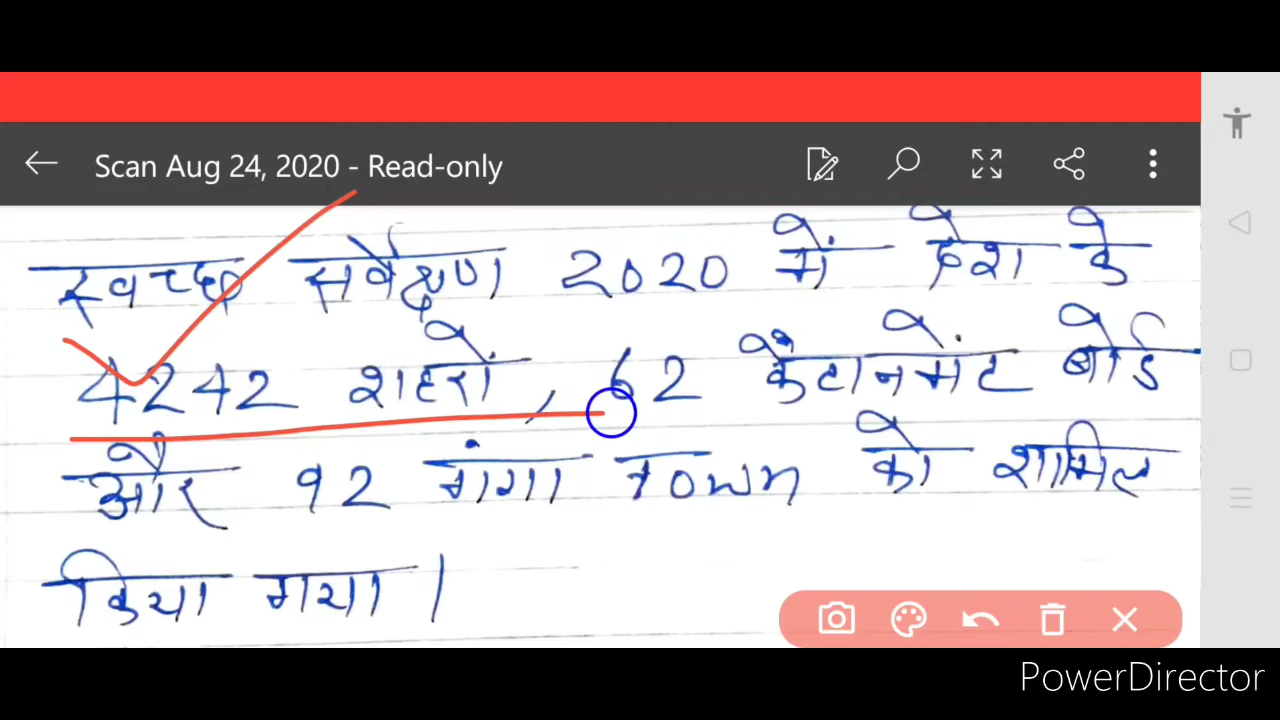 Scan Aug 24, 2020 - Read-only
स्वच्छ सर्वेक्षण 2020 में देश के
4242 शहरों, 62 कैंटानमेंट बोर्ड
और 92 गंगा Town को शामिल
किया गया।
PowerDirector